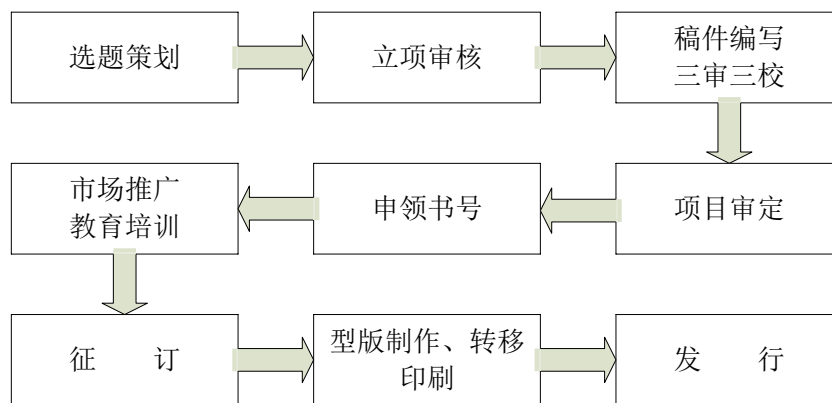 选题策划
立项审核
稿件编写
三审三校
项目审定
申领书号
市场推广
教育培训
征　　订
型版制作、转移
印刷
发　　行